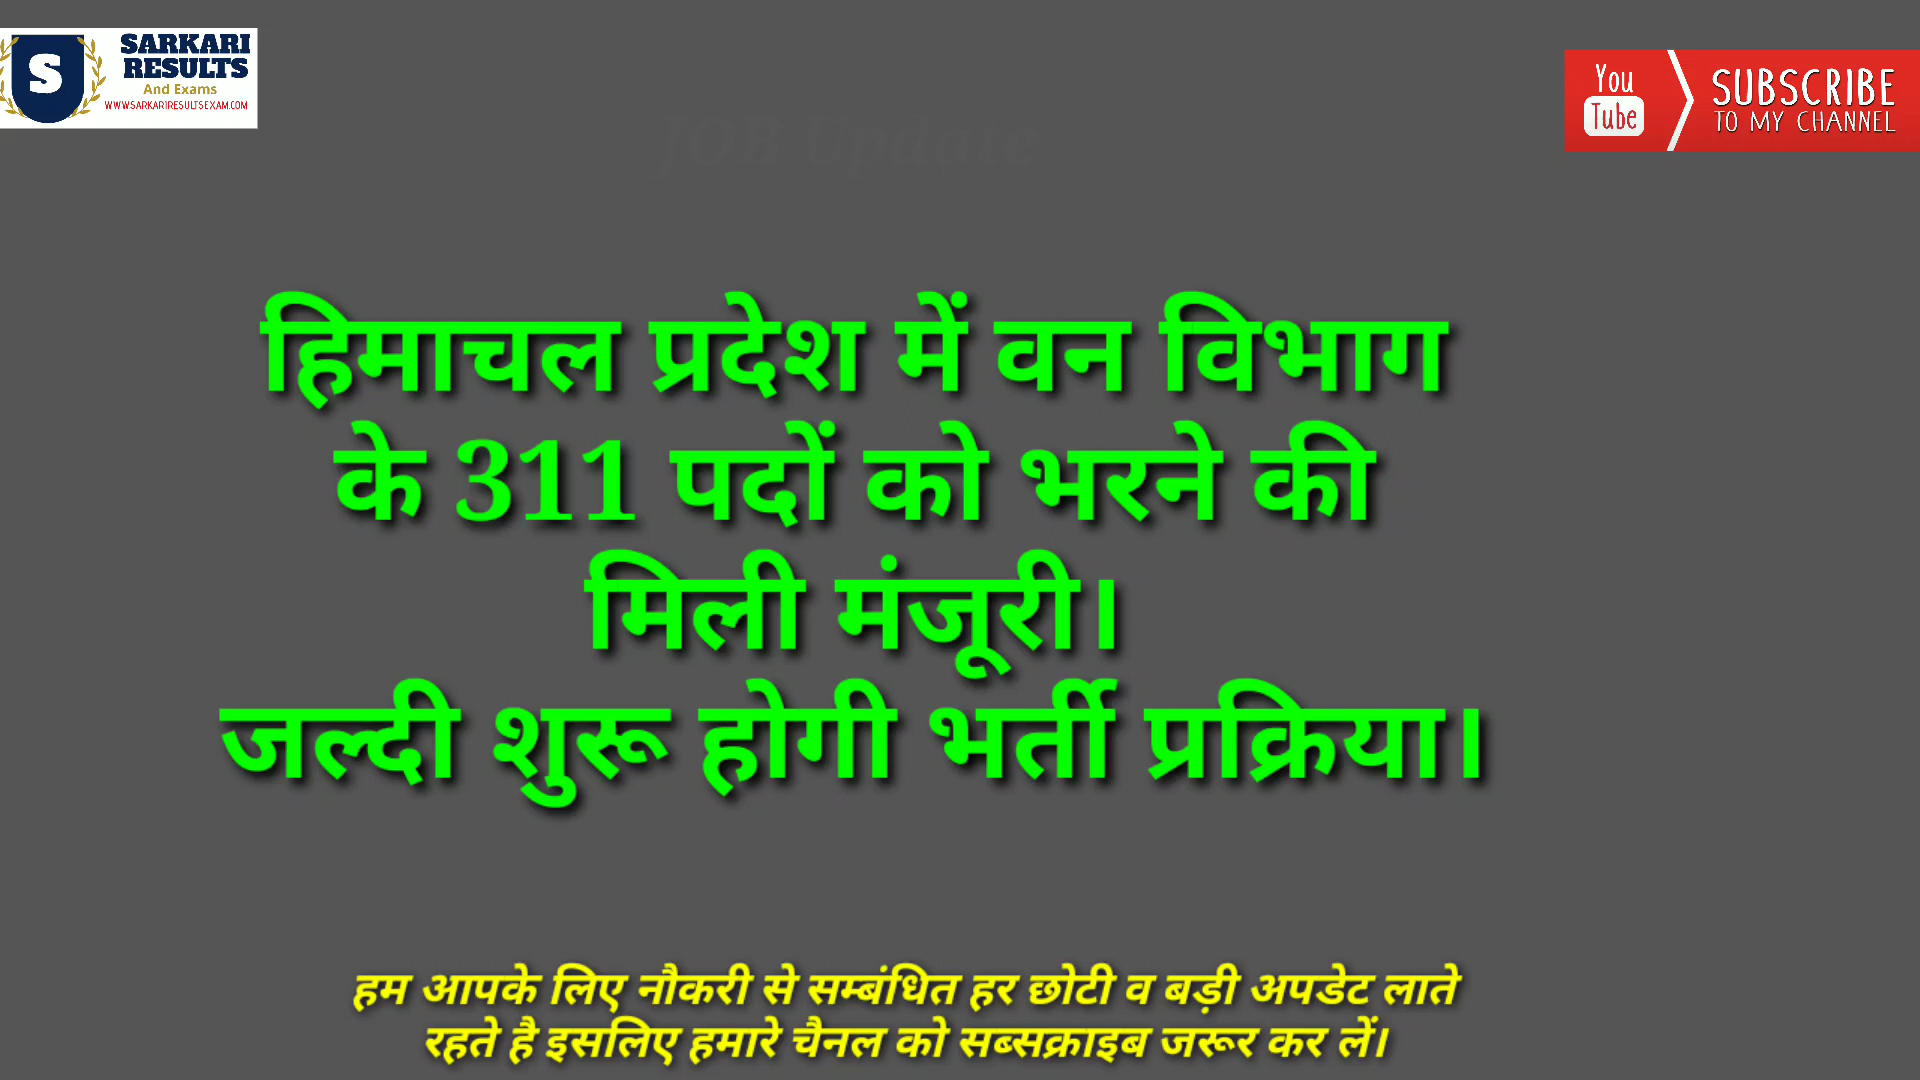 SARKARI
RESULTS
And Exams
WWW.SARKARIRESULTSEXAM.COM
S
You
Tube
SUBSCRIBE
TO MY CHANNEL
JOB Update
हिमाचल प्रदेश में वन विभाग
के 311 पदों को भरने की
मिली मंजूरी।
जल्दी शुरू होगी भर्ती प्रक्रिया।
हम आपके लिए नौकरी से सम्बंधित हर छोटी व बड़ी अपडेट लाते
रहते है इसलिए हमारे चैनल को सब्सक्राइब जरूर कर लें।